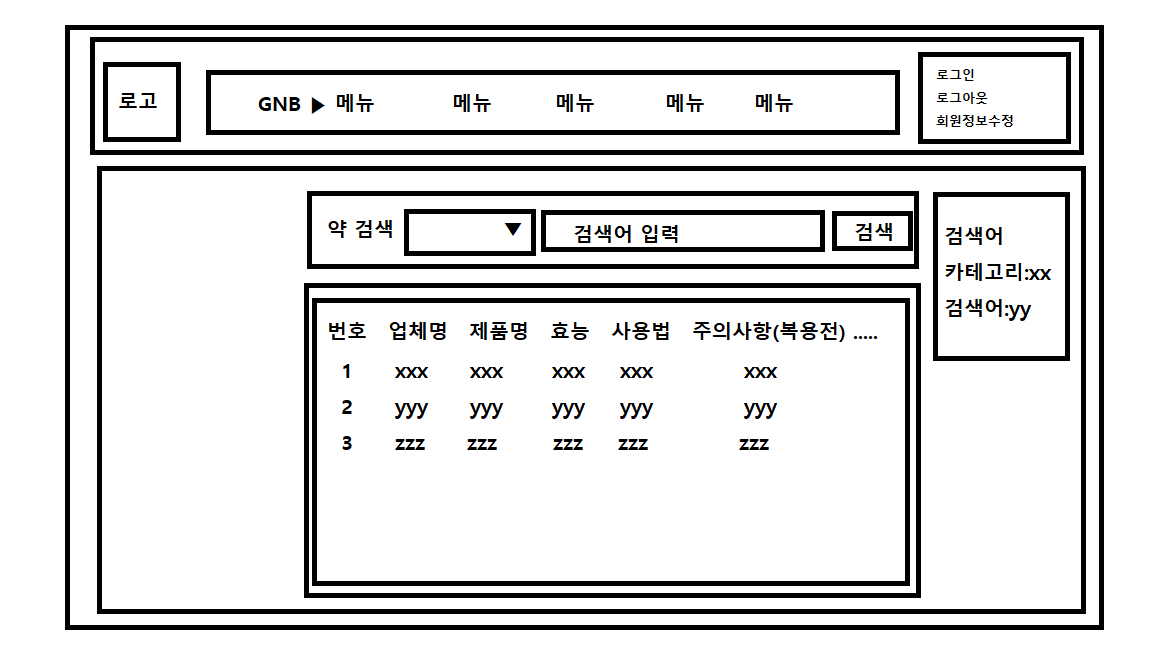 로고
GNB ▶ 메뉴 메뉴 메뉴 메뉴 메뉴
로그인
로그아웃
회원정보수정
약 검색 ▼ 검색어 입력 검색
번호 업체명 제품명 효능 사용법 주의사항(복용전) .....
1 xxx xxx xxx xxx xxx
2 yyy yyy yyy yyy yyy
3 zzz zzz zzz zzz zzz
검색어
카테고리:xx
검색어:yy